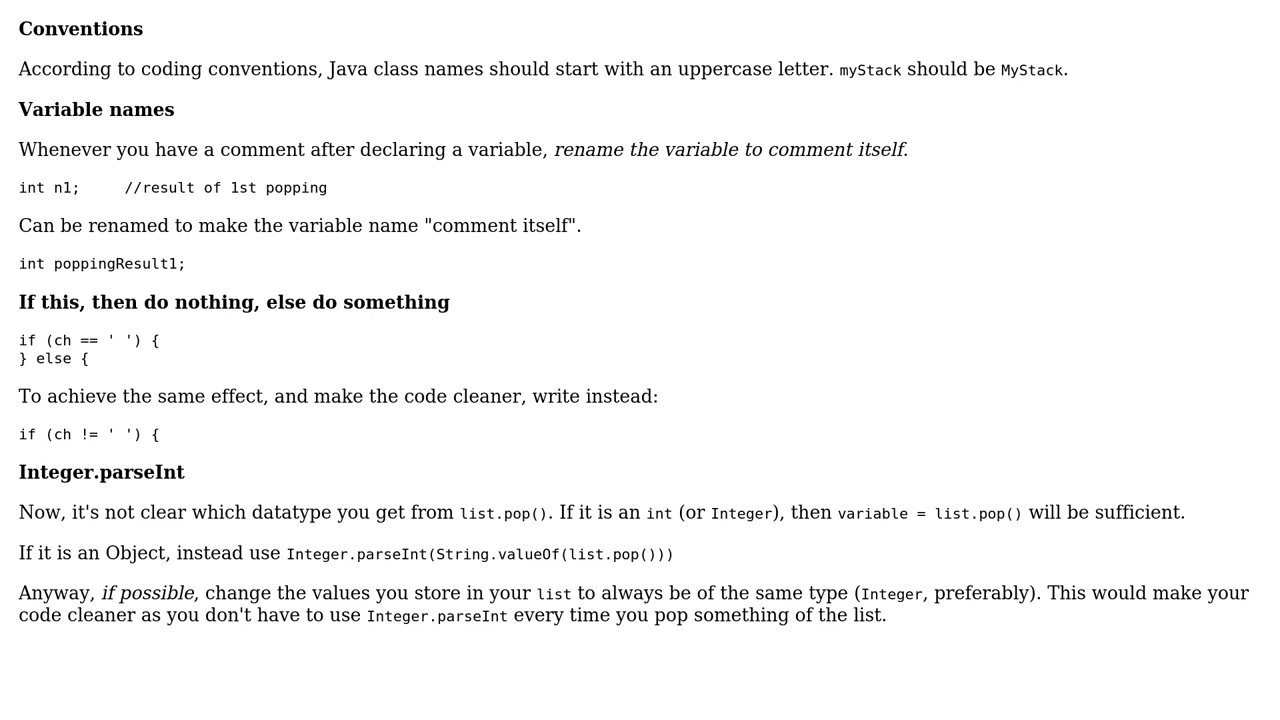 Conventions
According to coding conventions, Java class names should start with an uppercase letter. myStack should be MyStack.
Variable names
Whenever you have a comment after declaring a variable, rename the variable to comment itself.
int n1;     //result of 1st popping
Can be renamed to make the variable name "comment itself".
int poppingResult1;
If this, then do nothing, else do something
if (ch == ' ') {
} else {
To achieve the same effect, and make the code cleaner, write instead:
if (ch != ' ') {
Integer.parseInt
Now, it's not clear which datatype you get from list.pop(). If it is an int (or Integer), then variable = list.pop() will be sufficient.
If it is an Object, instead use Integer.parseInt(String.valueOf(list.pop()))
Anyway, if possible, change the values you store in your list to always be of the same type (Integer, preferably). This would make your
code cleaner as you don't have to use Integer.parseInt every time you pop something of the list.